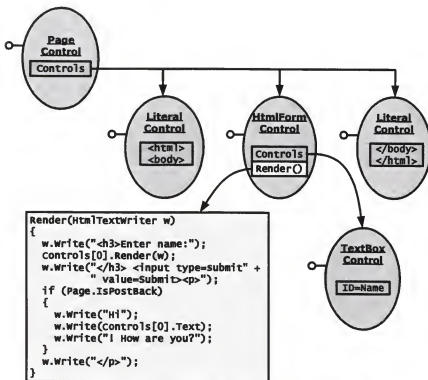 Page
Control
Controls
Literal
Control
<html>
<body>
HtmlForm
Control
Controls
Render()
Literal
Control
</body>
</html>
Render(HtmlTextWriter w)
{
w.Write("<h3>Enter name:");
Controls[0].Render(w);
w.Write("</h3> <input type=Submit" +
" value=Submit><p>");
if (Page.IsPostBack)
{
w.Write("Hi");
w.Write(Controls[0].Text);
w.Write("! How are you?");
}
w.Write("</p>");
}
TextBox
Control
ID=Name